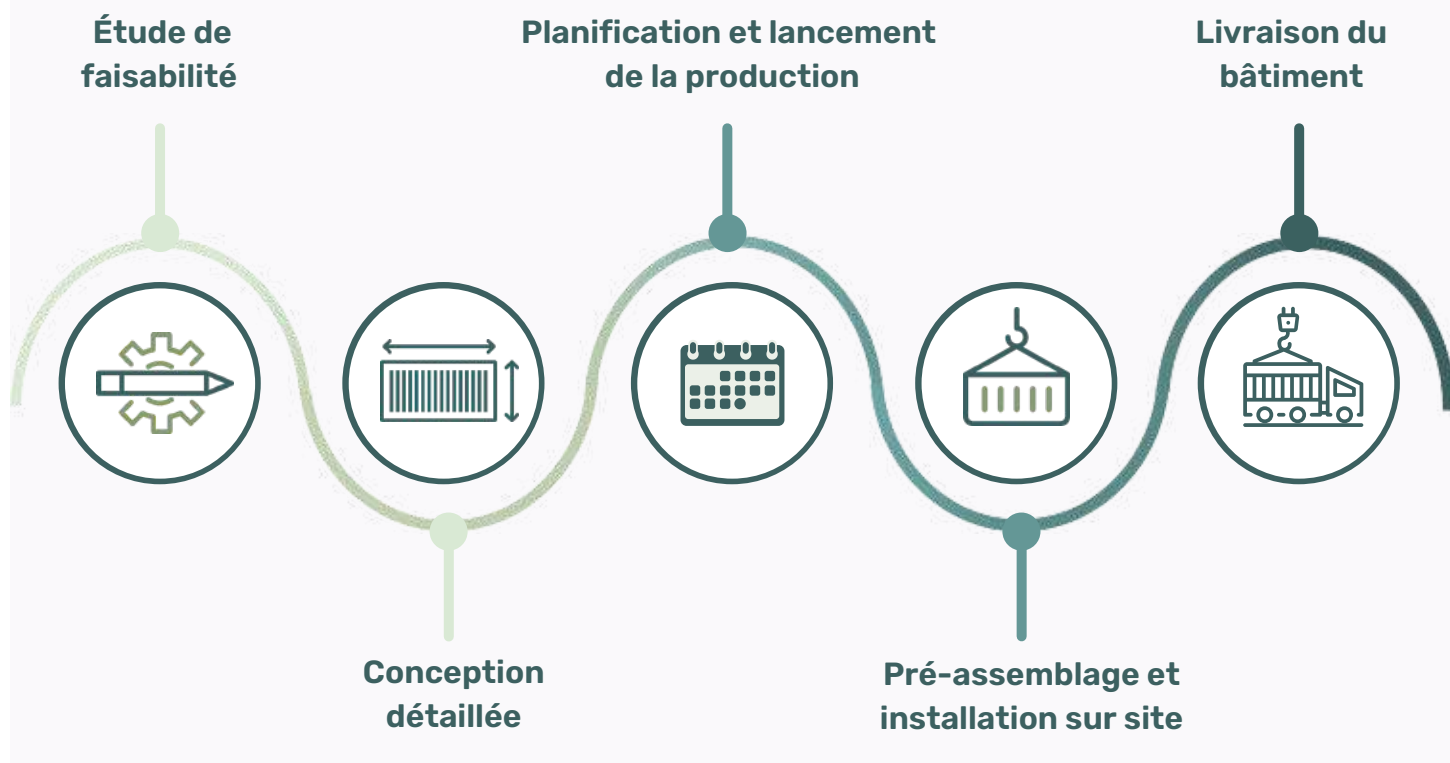 Étude de
faisabilité
Conception
détaillée
Planification et lancement
de la production
Pré-assemblage et
installation sur site
Livraison du
bâtiment